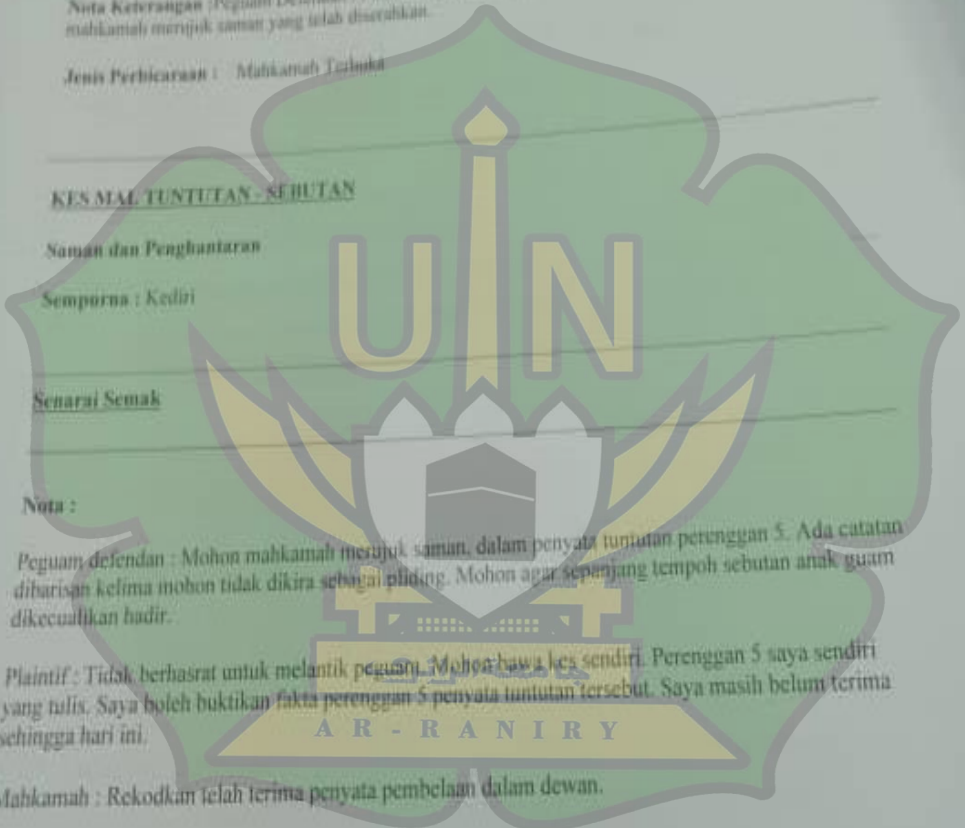 Nota Keterangan : Peguam
mahkamah merujuk saman yang telah diserahkan.
Jenis Perbicaraan : Mahkamah Terbuka
KES MAL TUNTUTAN - SEBUTAN
Saman dan Penghantaran
Sempurna : Kediri
Senarai Semak
Nota :
Peguam defendan : Mohon mahkamah merujuk saman, dalam penyata tuntutan perenggan 5. Ada catatan
dibarisan kelima mohon tidak dikira sebagai pliding. Mohon agar sepanjang tempoh sebutan anak guam
dikecualikan hadir.
Plaintif : Tidak berhasrat untuk melantik peguam. Mohon bawa kes sendiri. Perenggan 5 saya sendiri
yang tulis. Saya boleh buktikan fakta perenggan 5 penyata tuntutan tersebut. Saya masih belum terima
sehingga hari ini.
Mahkamah : Rekodkan telah terima penyata pembelaan dalam dewan.
UIN
جامعة الرانيري
AR-RANIRY